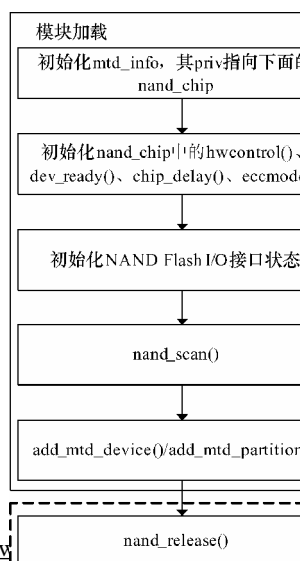 模块加载
初始化mtd_info，其priv指向下面的
nand_chip
初始化nand_chip中的hwcontrol()、
dev_ready()、chip_delay()、eccmode
初始化NAND Flash I/O接口状态
nand_scan()
add_mtd_device()/add_mtd_partition
nand_release()
w